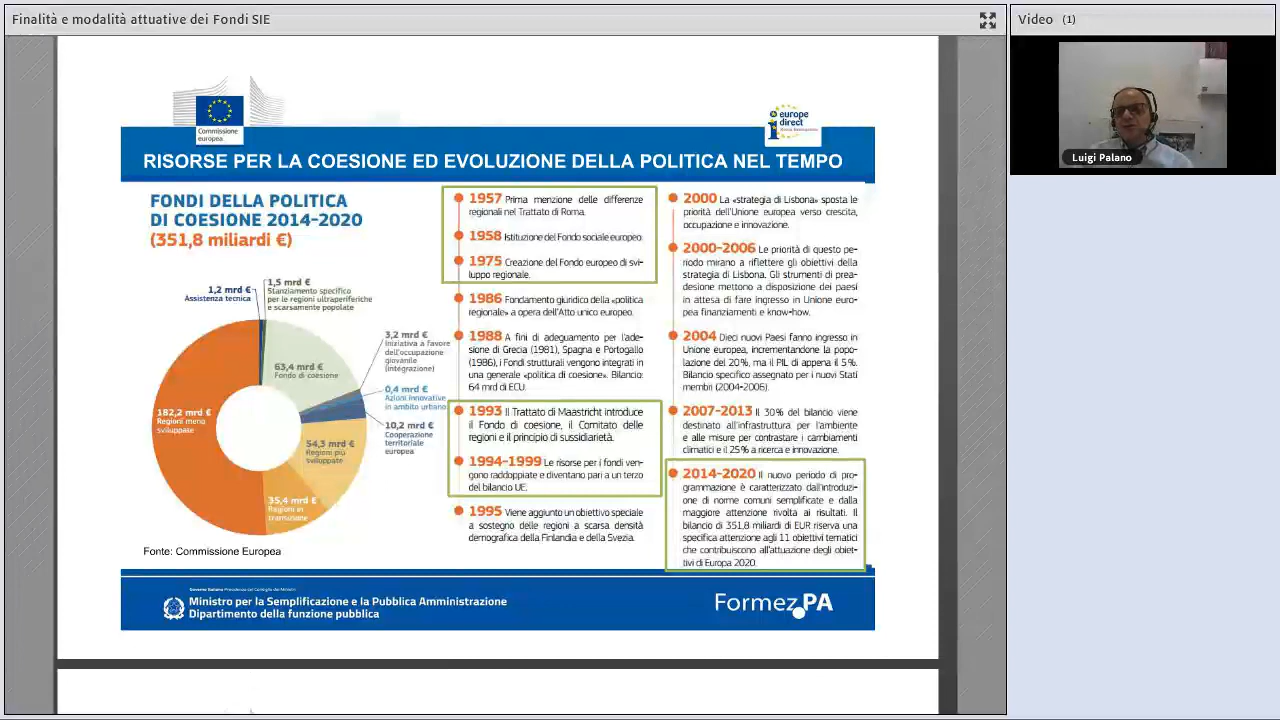 Finalità e modalità attuative dei Fondi SIE
Video (1)
Luigi Palano
Commissione
europea
europe
direct
RISORSE PER LA COESIONE ED EVOLUZIONE DELLA POLITICA NEL TEMPO
FONDI DELLA POLITICA
DI COESIONE 2014-2020
(351,8 miliardi €)
1,2 mrd €
Assistenza tecnica
1,5 mrd €
Stanziamento specifico
per le regioni ultraperiferiche
e scarsamente popolate
63,4 mrd €
Fondo di coesione
3,2 mrd €
Iniziativa a favore
dell'occupazione
giovanile
(integrazione)
0,4 mrd €
Azioni innovative
in ambito urbano
10,2 mrd €
Cooperazione
territoriale
europea
182,2 mrd €
Regioni meno
sviluppate
54,3 mrd €
Regioni più
sviluppate
35,4 mrd €
Regioni in
transizione
Fonte: Commissione Europea
1957 Prima menzione delle differenze
regionali nel Trattato di Roma.
1958 Istituzione del Fondo sociale europeo.
1975 Creazione del Fondo europeo di svi-
luppo regionale.
1986 Fondamento giuridico della «politica
regionale» a opera dell'Atto unico europeo.
1988 A fini di adeguamento per l'ade-
sione di Grecia (1981), Spagna e Portogallo
(1986), i Fondi strutturali vengono integrati in
una generale «politica di coesione». Bilancio:
64 mrd di ECU.
1993 Il Trattato di Maastricht introduce
il Fondo di coesione, il Comitato delle
regioni e il principio di sussidiarietà.
1994-1999 Le risorse per i fondi ven-
gono raddoppiate e diventano pari a un terzo
del bilancio UE.
1995 Viene aggiunto un obiettivo speciale
a sostegno delle regioni a scarsa densità
demografica della Finlandia e della Svezia.
2000 La «strategia di Lisbona» sposta le
priorità dell'Unione europea verso crescita,
occupazione e innovazione.
2000-2006 Le priorità di questo pe-
riodo mirano a riflettere gli obiettivi della
strategia di Lisbona. Gli strumenti di prea-
desione mettono a disposizione dei paesi
in attesa di fare ingresso in Unione euro-
pea finanziamenti e know-how.
2004 Dieci nuovi Paesi fanno ingresso in
Unione europea, incrementandone la popo-
lazione del 20%, ma il PIL di appena il 5%.
Bilancio specifico assegnato per i nuovi Stati
membri (2004-2006).
2007-2013 Il 30% del bilancio viene
destinato all'infrastruttura per l'ambiente
e alle misure per contrastare i cambiamenti
climatici e il 25% a ricerca e innovazione.
2014-2020 Il nuovo periodo di pro-
grammazione è caratterizzato dall'introduzi-
one di norme comuni semplificate e dalla
maggiore attenzione rivolta ai risultati. Il
bilancio di 351,8 miliardi di EUR riserva una
specifica attenzione agli 11 obiettivi tematici
che contribuiscono all'attuazione degli obiet-
tivi di Europa 2020.
Ministro per la Semplificazione e la Pubblica Amministrazione
Dipartimento della funzione pubblica
Formez PA